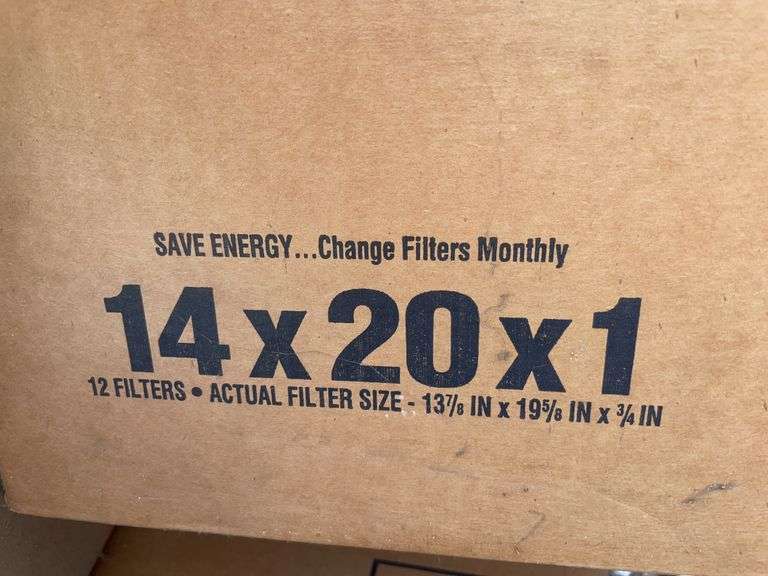 SAVE ENERGY...Change Filters Monthly
14 x 20 x 1
12 FILTERS • ACTUAL FILTER SIZE - 13⅞ IN x 19⅝ IN x ¾ IN